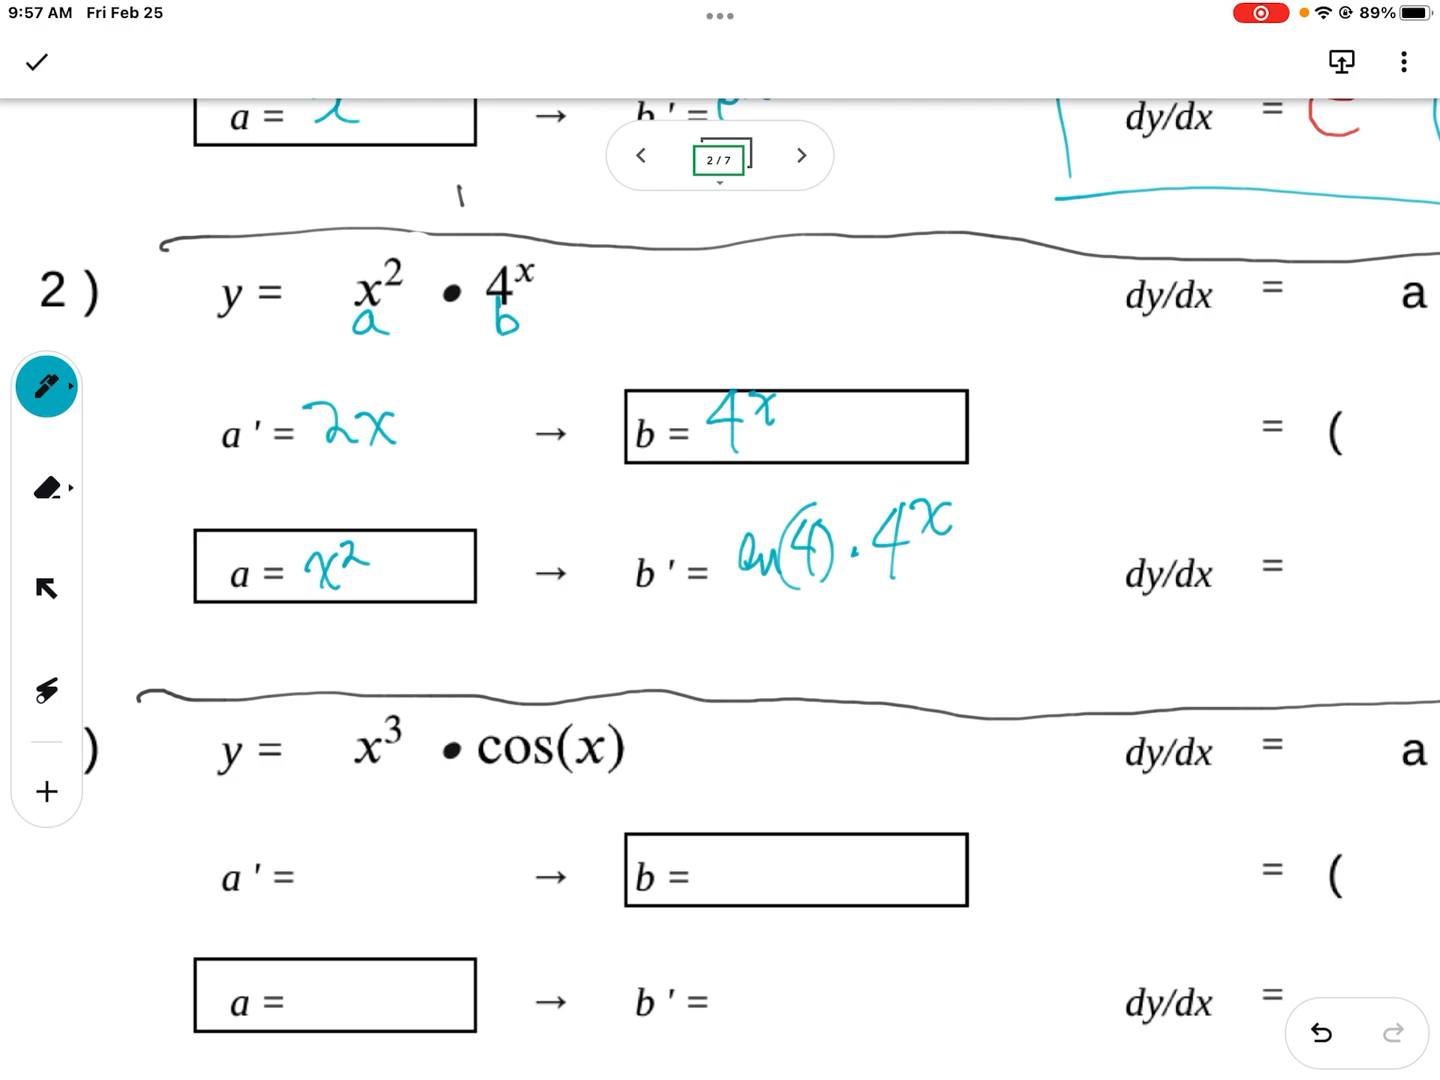 9:57 AM Fri Feb 25 89%
a = → b ' = dy/dx =
2 / 7
2 ) y = x² • 4ˣ dy/dx = a
a b
a ' = 2x → b = 4ˣ = (
a = x² → b ' = ln(4) · 4ˣ dy/dx =
) y = x³ • cos(x) dy/dx = a
a ' = → b = = (
a = → b ' = dy/dx =